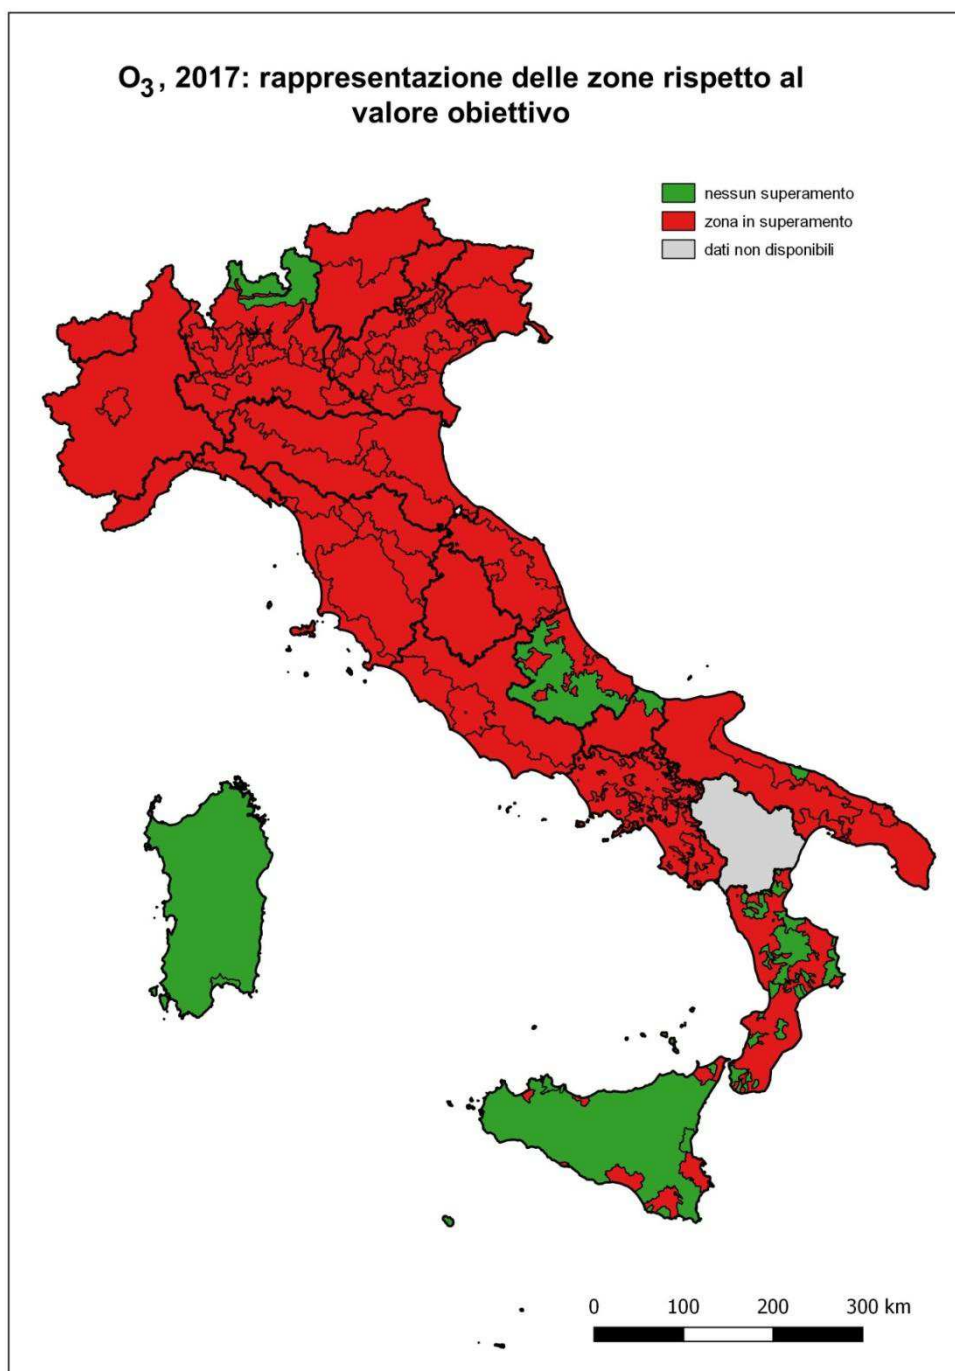 O3, 2017: rappresentazione delle zone rispetto al
valore obiettivo
nessun superamento
zona in superamento
dati non disponibili
0 100 200 300 km